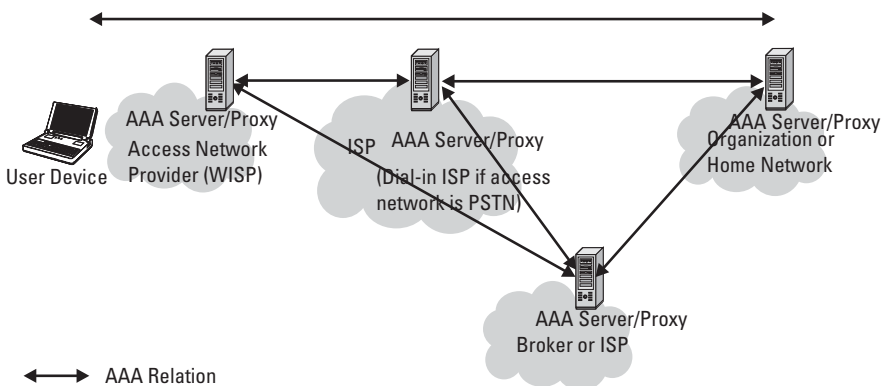 User Device
AAA Server/Proxy
Access Network
Provider (WISP)
ISP
AAA Server/Proxy
(Dial-in ISP if access
network is PSTN)
AAA Server/Proxy
Organization or
Home Network
AAA Server/Proxy
Broker or ISP
AAA Relation